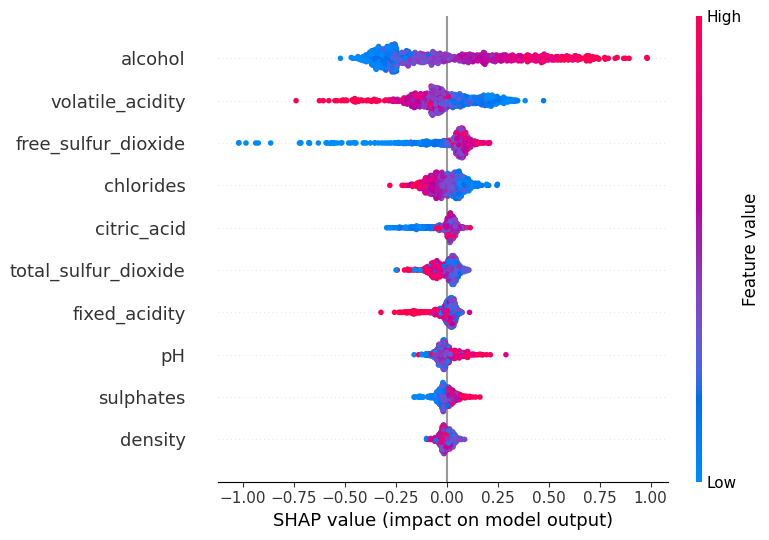 High
alcohol
volatile_acidity
free_sulfur_dioxide
chlorides
citric_acid
total_sulfur_dioxide
fixed_acidity
pH
sulphates
density
Feature value
Low
−1.00 −0.75 −0.50 −0.25 0.00 0.25 0.50 0.75 1.00
SHAP value (impact on model output)